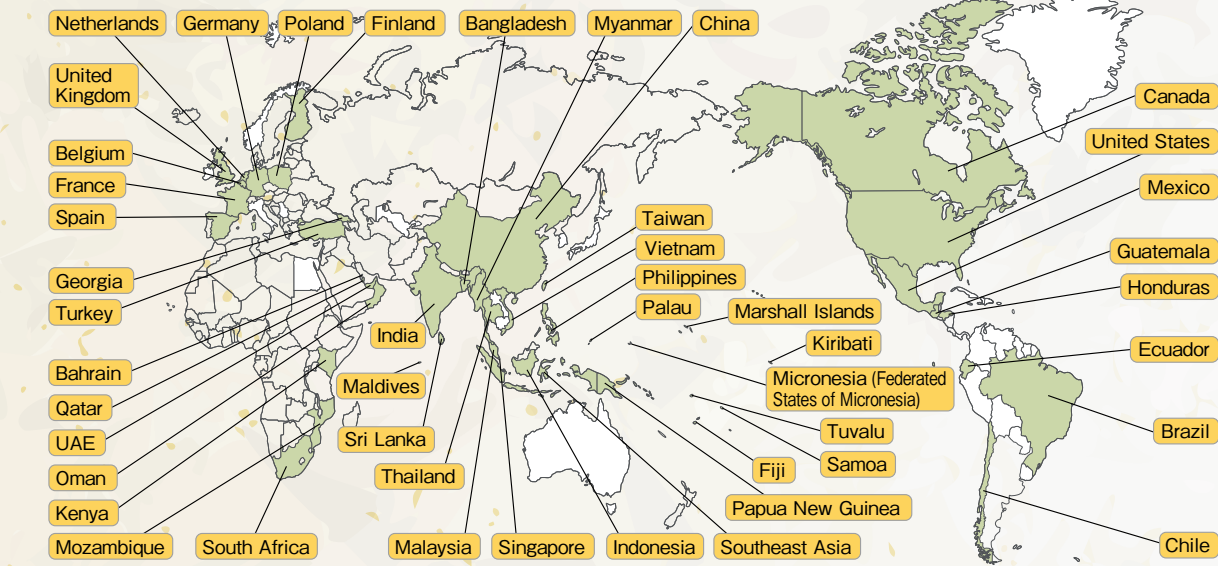 Netherlands
Germany
Poland
Finland
Bangladesh
Myanmar
China
United
Kingdom
Belgium
France
Spain
Georgia
Turkey
Bahrain
Qatar
UAE
Oman
Kenya
Mozambique
South Africa
India
Maldives
Sri Lanka
Thailand
Malaysia
Singapore
Indonesia
Southeast Asia
Taiwan
Vietnam
Philippines
Palau
Marshall Islands
Kiribati
Micronesia (Federated
States of Micronesia)
Tuvalu
Samoa
Fiji
Papua New Guinea
Canada
United States
Mexico
Guatemala
Honduras
Ecuador
Brazil
Chile